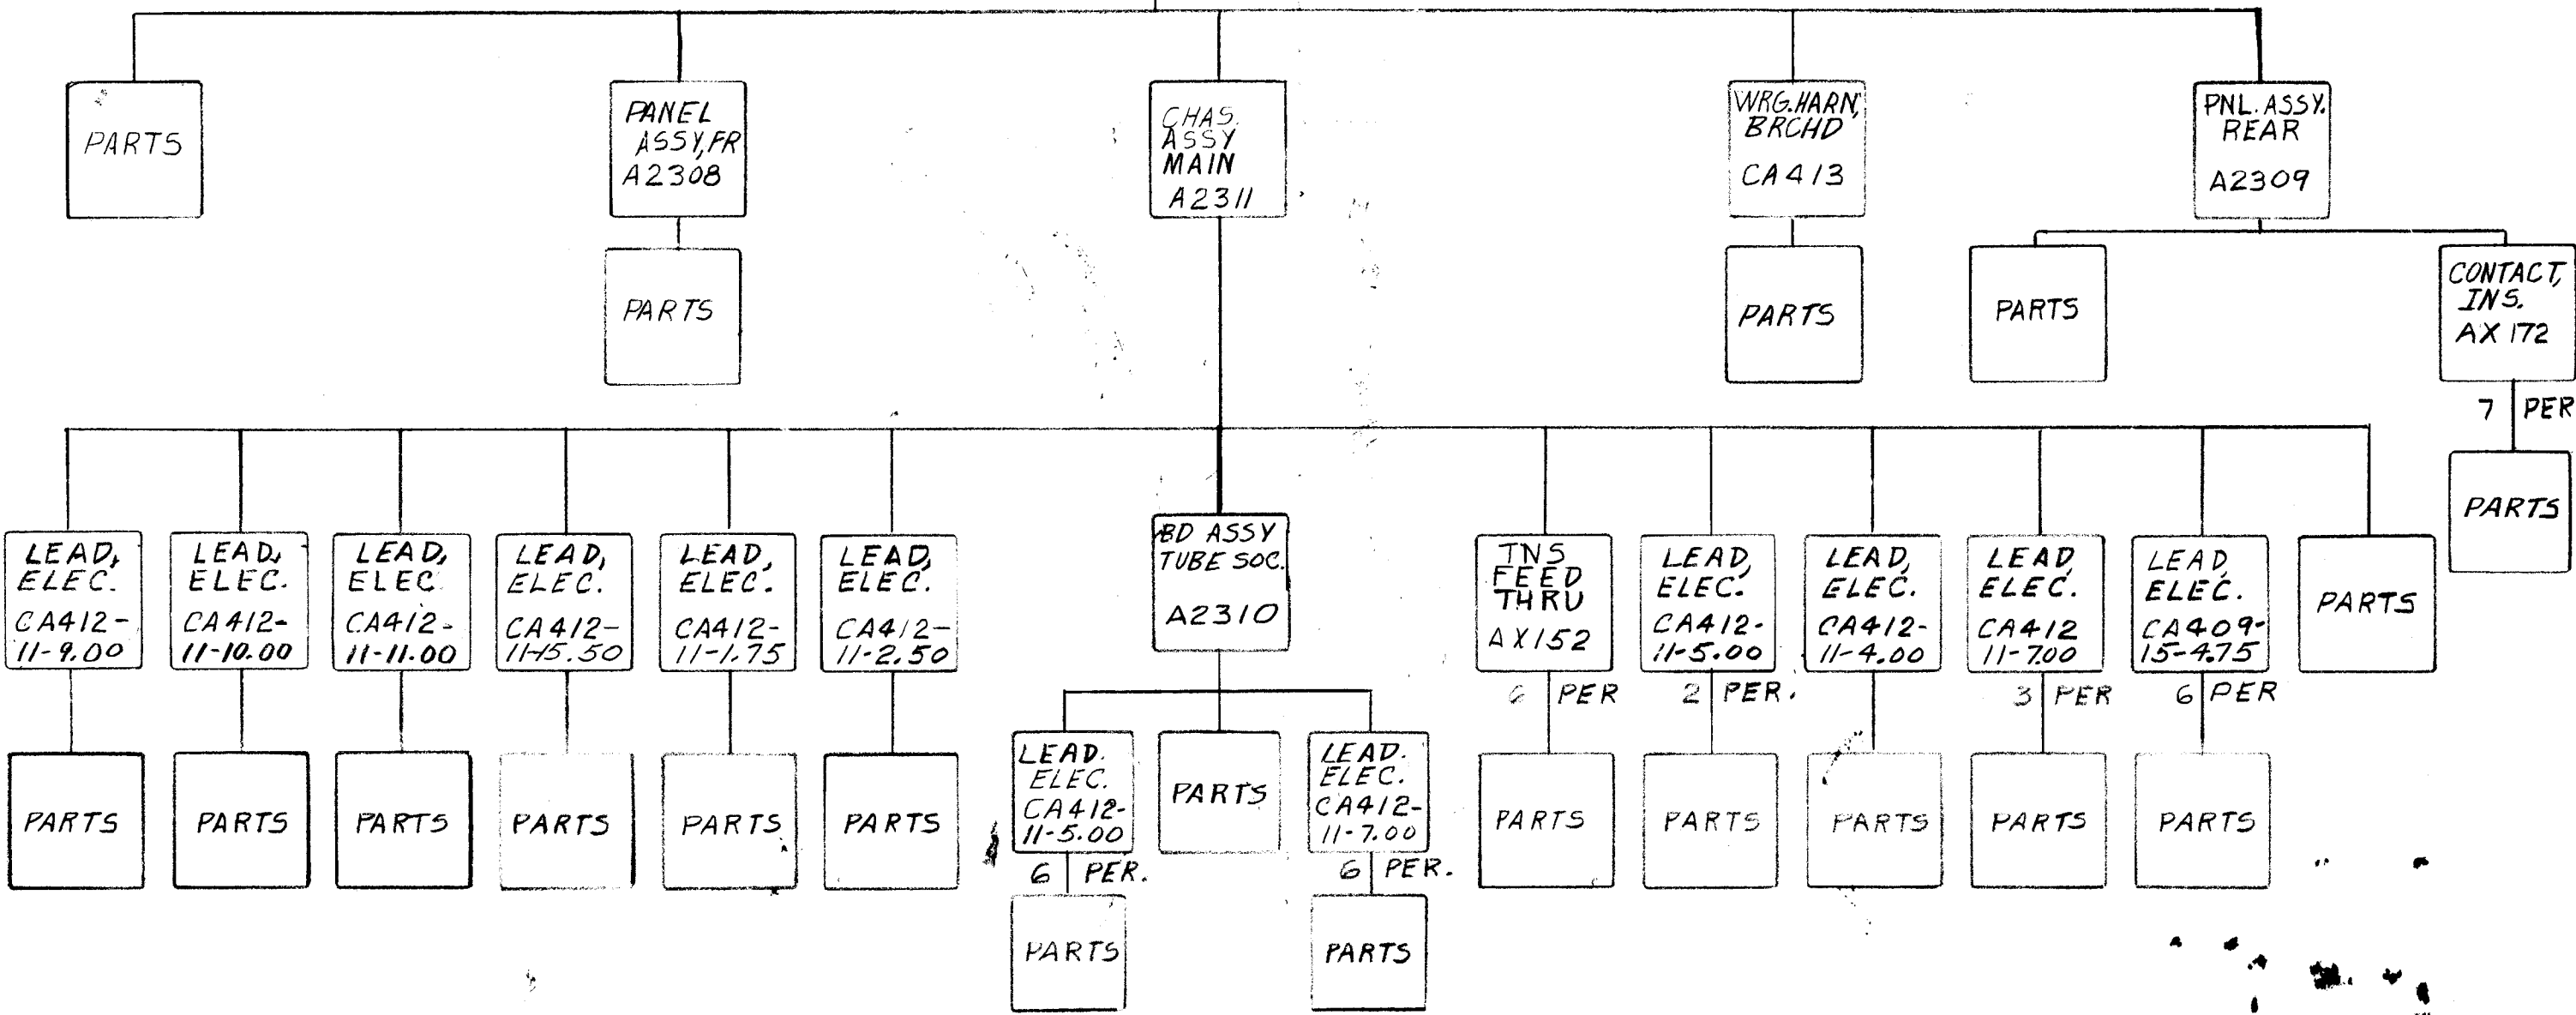 PARTS
PANEL
ASSY, FR
A2308
CHAS.
ASSY
MAIN
A2311
WRG. HARN,
BRCHD
CA413
PNL. ASSY.
REAR
A2309
PARTS
PARTS
PARTS
CONTACT,
INS.
AX 172
7 PER
PARTS
LEAD,
ELEC.
CA412-
11-9.00
LEAD,
ELEC.
CA412-
11-10.00
LEAD,
ELEC
CA412-
11-11.00
LEAD,
ELEC.
CA412-
11-15.50
LEAD,
ELEC.
CA412-
11-1.75
LEAD,
ELEC.
CA412-
11-2.50
BD ASSY
TUBE SOC.
A2310
INS
FEED
THRU
AX152
6 PER
LEAD,
ELEC.
CA412-
11-5.00
2 PER.
LEAD,
ELEC.
CA412-
11-4.00
LEAD,
ELEC.
CA412
11-7.00
3 PER
LEAD,
ELEC.
CA409-
15-4.75
6 PER
PARTS
PARTS
PARTS
PARTS
PARTS
PARTS
PARTS
LEAD.
ELEC.
CA412-
11-5.00
6 PER.
PARTS
LEAD.
ELEC.
CA412-
11-7.00
6 PER.
PARTS
PARTS
PARTS
PARTS
PARTS
PARTS
PARTS